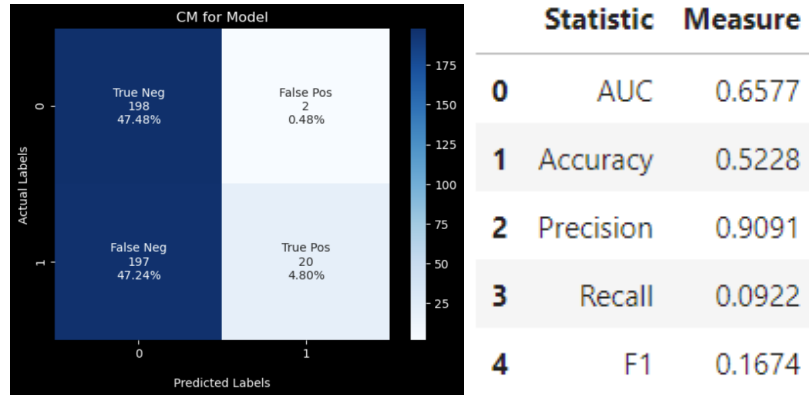 CM for Model
Actual Labels
0
True Neg
198
47.48%
False Pos
2
0.48%
1
False Neg
197
47.24%
True Pos
20
4.80%
0 1
Predicted Labels
175
150
125
100
75
50
25
Statistic Measure
0 AUC 0.6577
1 Accuracy 0.5228
2 Precision 0.9091
3 Recall 0.0922
4 F1 0.1674